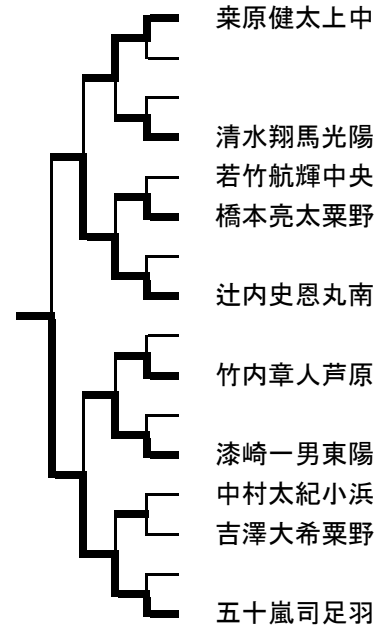 桒原健太上中
清水翔馬光陽
若竹航輝中央
橋本亮太粟野
辻内史恩丸南
竹内章人芦原
漆崎一男東陽
中村太紀小浜
吉澤大希粟野
五十嵐司足羽